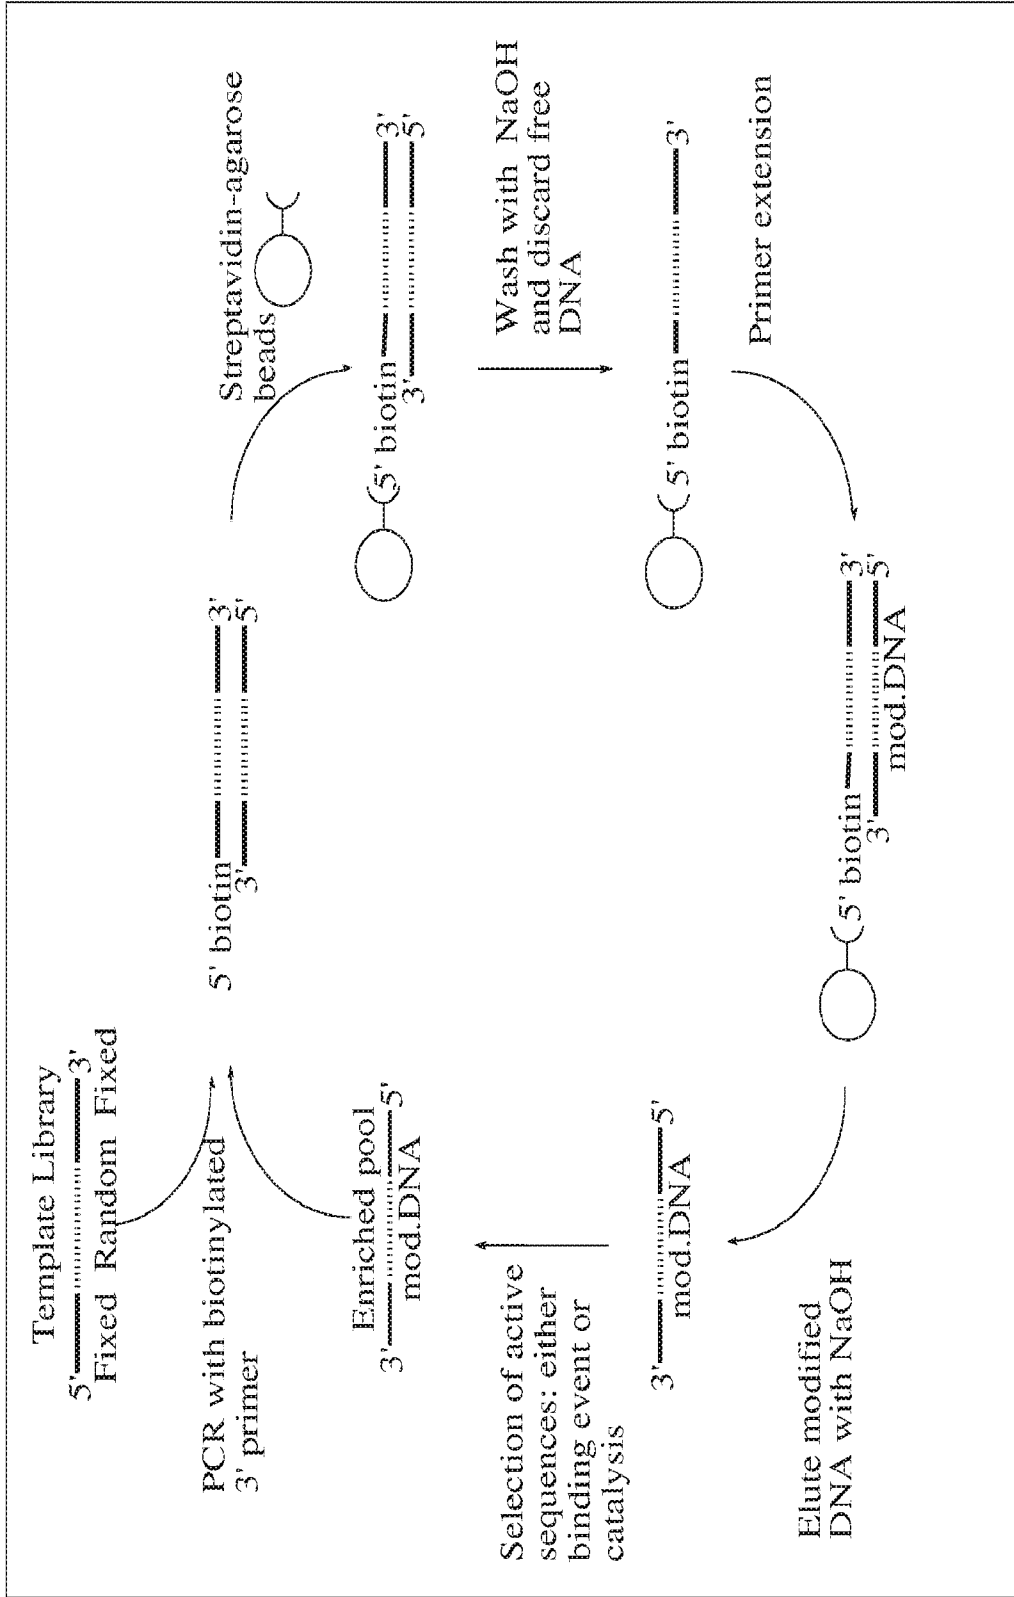 Template Library
5' 3'
Fixed Random Fixed
PCR with biotinylated
3' primer
5' biotin 3'
3' 5'
Streptavidin-agarose
beads
5' biotin 3'
3' 5'
Wash with NaOH
and discard free
DNA
5' biotin 3'
Primer extension
5' biotin 3'
3' 5'
mod.DNA
Elute modified
DNA with NaOH
3' 5'
mod.DNA
Selection of active
sequences: either
binding event or
catalysis
Enriched pool
3' 5'
mod.DNA